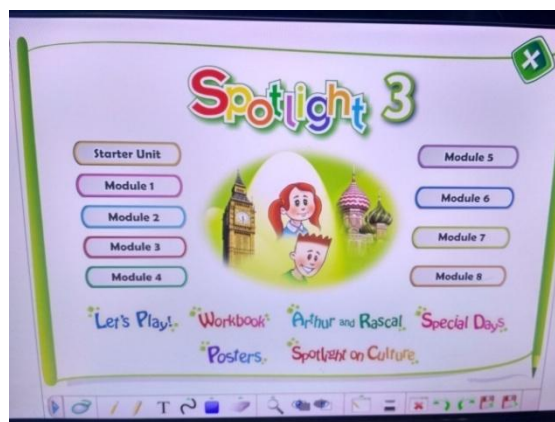 Spotlight 3
Starter Unit
Module 1
Module 2
Module 3
Module 4
Module 5
Module 6
Module 7
Module 8
Let's Play!
Workbook
Arthur and Rascal
Special Days
Posters
Spotlight on Culture
T